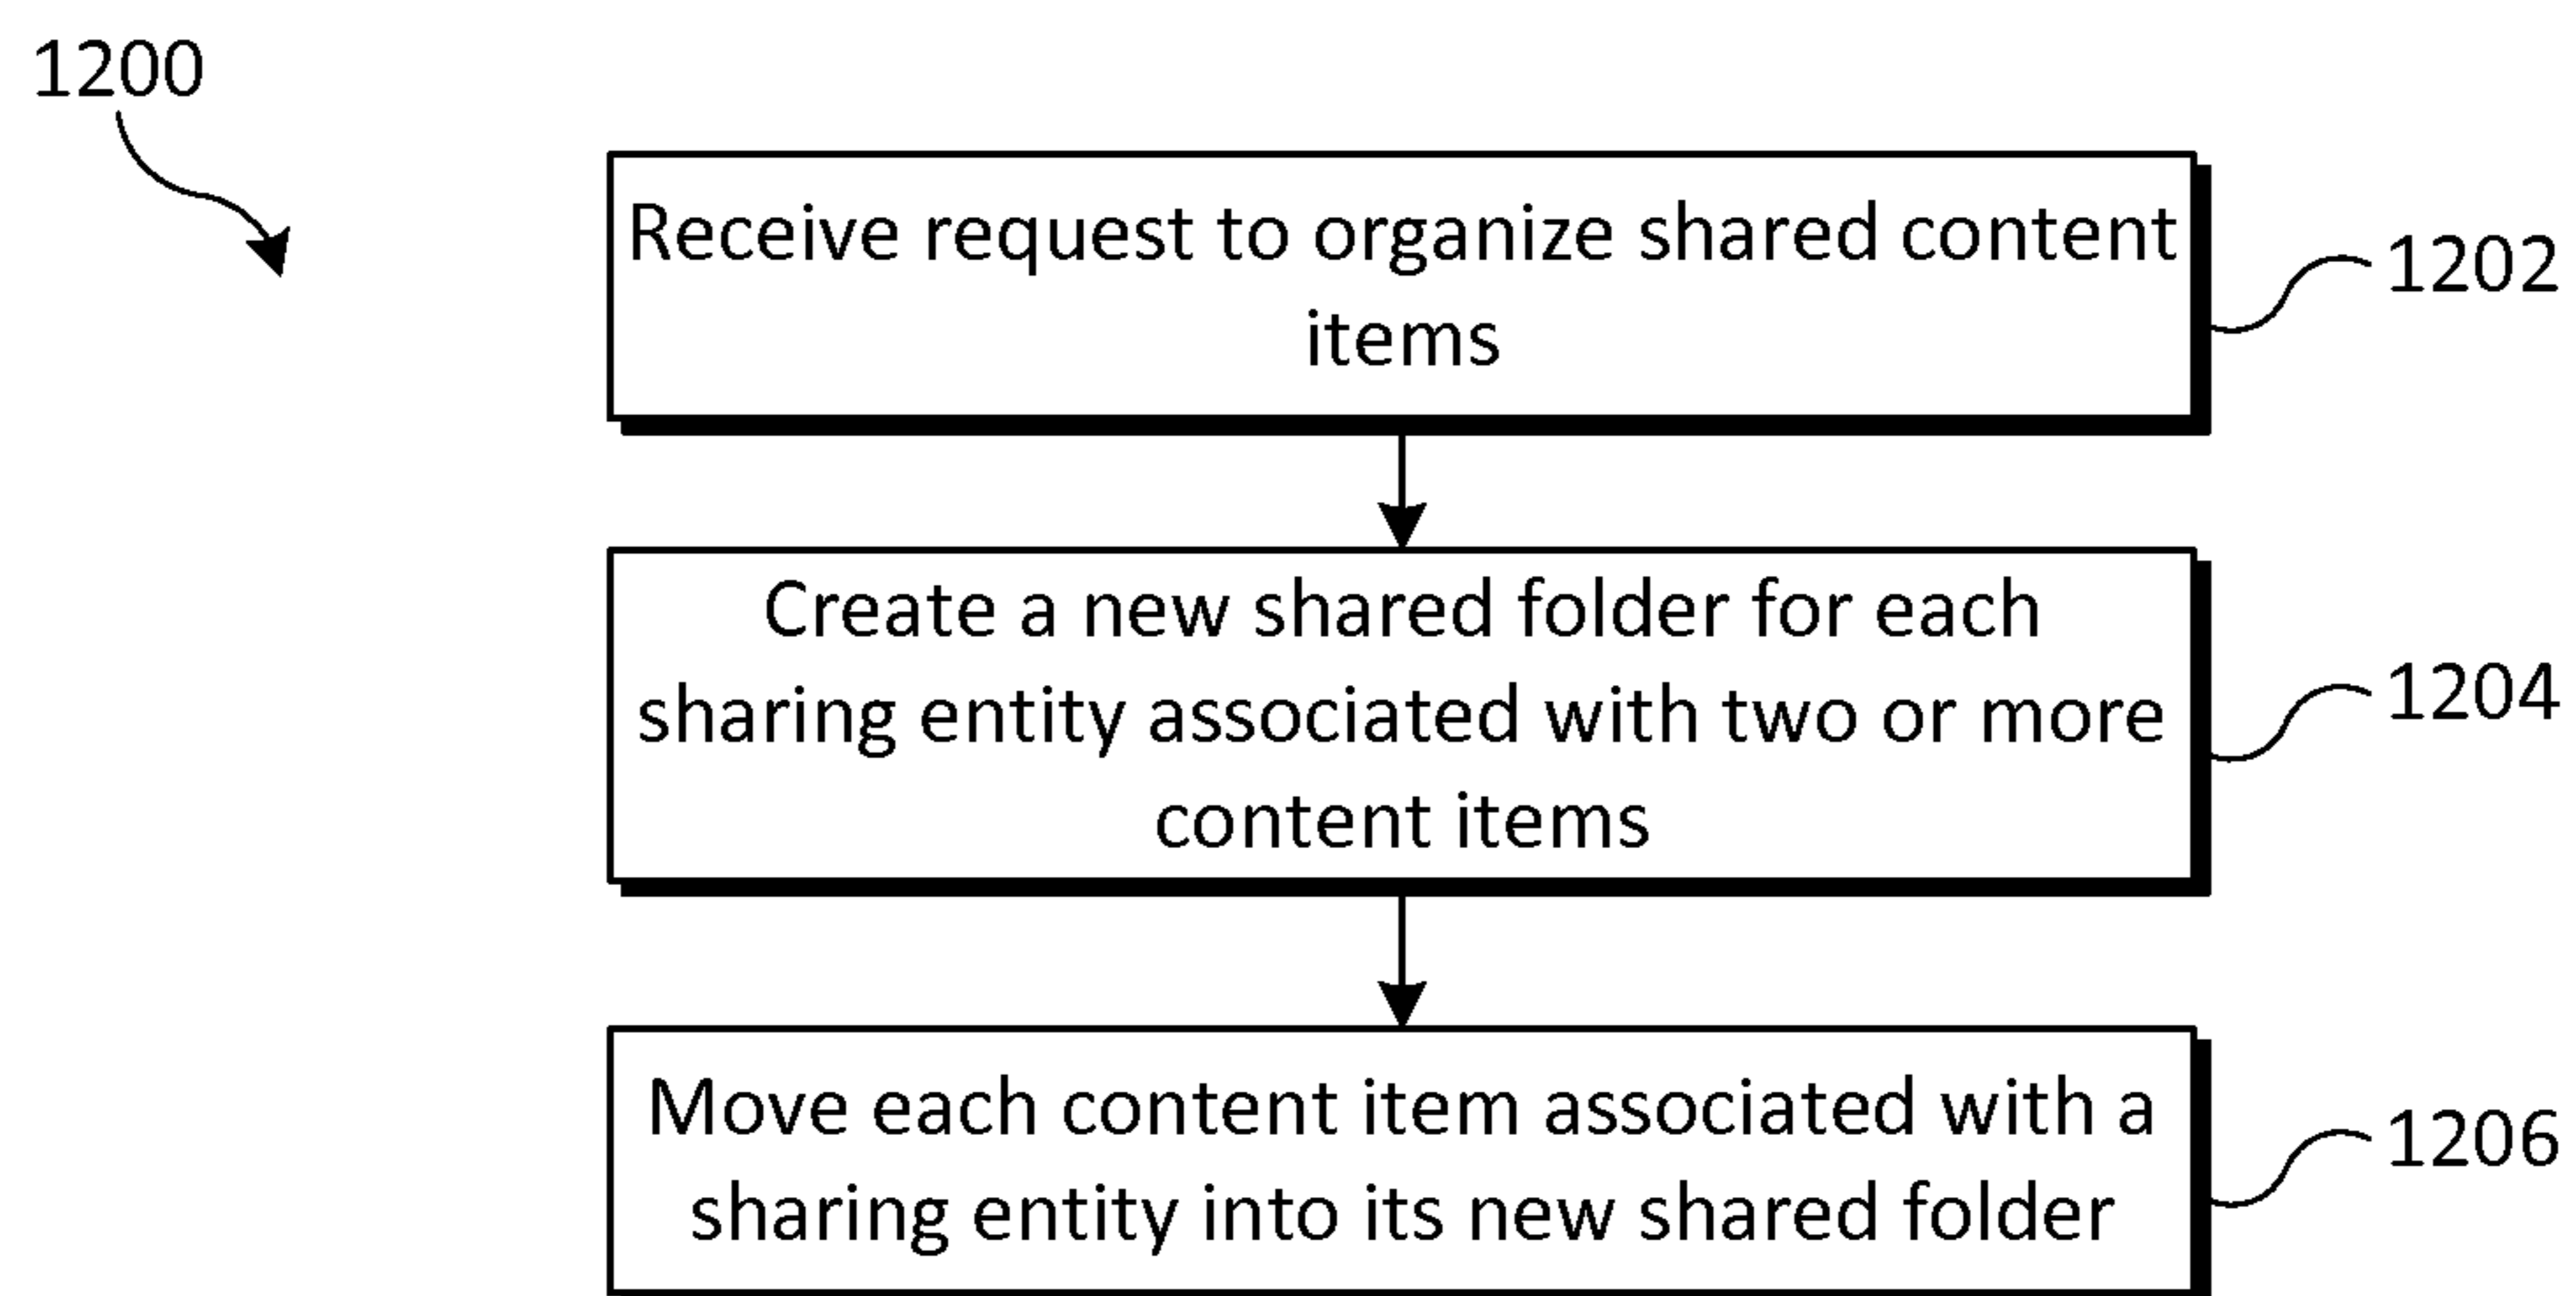 1200
Receive request to organize shared content
items
1202
Create a new shared folder for each
sharing entity associated with two or more
content items
1204
Move each content item associated with a
sharing entity into its new shared folder
1206